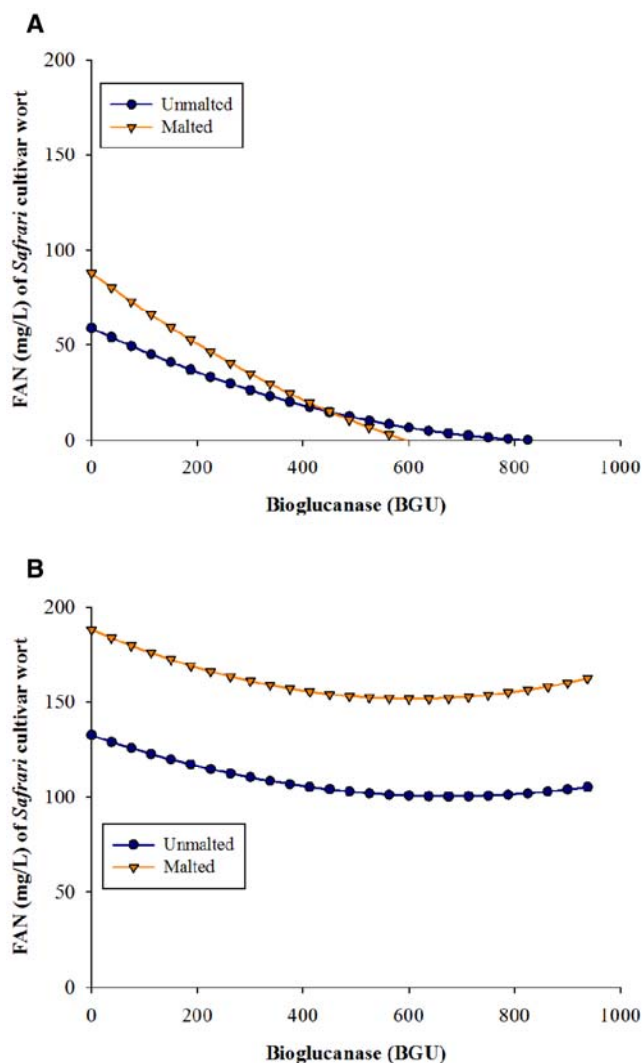 A
FAN (mg/L) of Safrari cultivar wort
200
150
100
50
0
Unmalted
Malted
0 200 400 600 800 1000
Bioglucanase (BGU)
B
FAN (mg/L) of Safrari cultivar wort
200
150
100
50
0
Unmalted
Malted
0 200 400 600 800 1000
Bioglucanase (BGU)